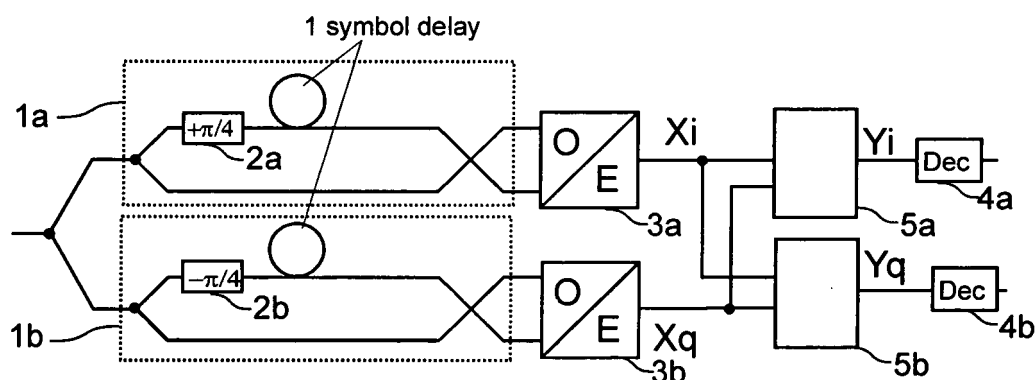 1 symbol delay
1a
+π/4
2a
O
E
3a
Xi
Yi
Dec
4a
5a
1b
−π/4
2b
O
E
3b
Xq
Yq
Dec
4b
5b